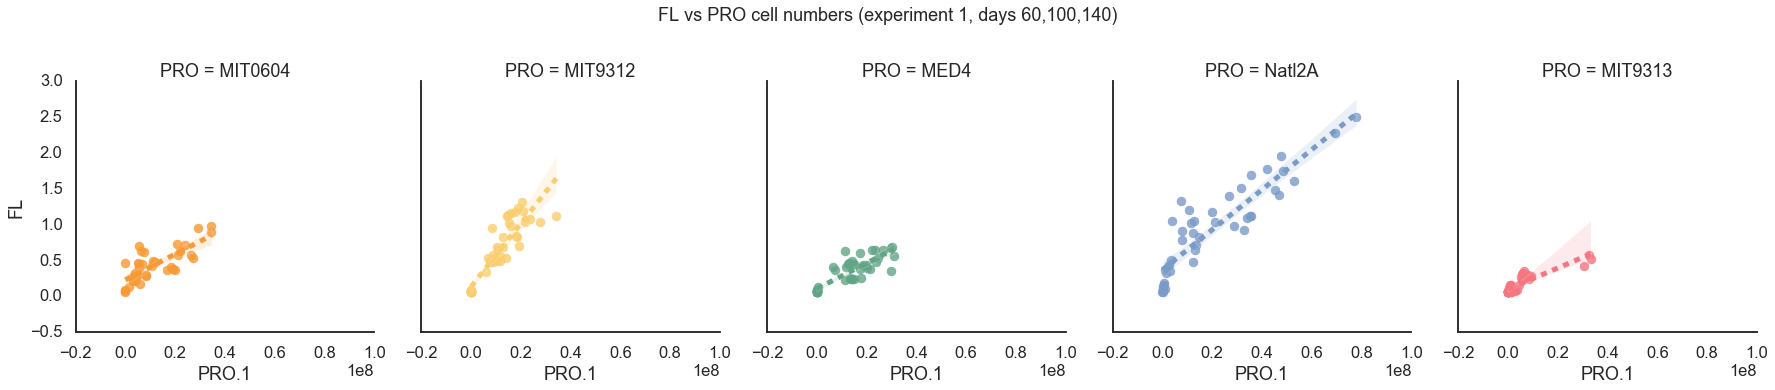 FL vs PRO cell numbers (experiment 1, days 60,100,140)
PRO = MIT0604
PRO = MIT9312
PRO = MED4
PRO = Natl2A
PRO = MIT9313
3.0
2.5
2.0
1.5
1.0
0.5
0.0
−0.5
FL
−0.2 0.0 0.2 0.4 0.6 0.8 1.0
1e8
PRO.1
−0.2 0.0 0.2 0.4 0.6 0.8 1.0
1e8
PRO.1
−0.2 0.0 0.2 0.4 0.6 0.8 1.0
1e8
PRO.1
−0.2 0.0 0.2 0.4 0.6 0.8 1.0
1e8
PRO.1
−0.2 0.0 0.2 0.4 0.6 0.8 1.0
1e8
PRO.1